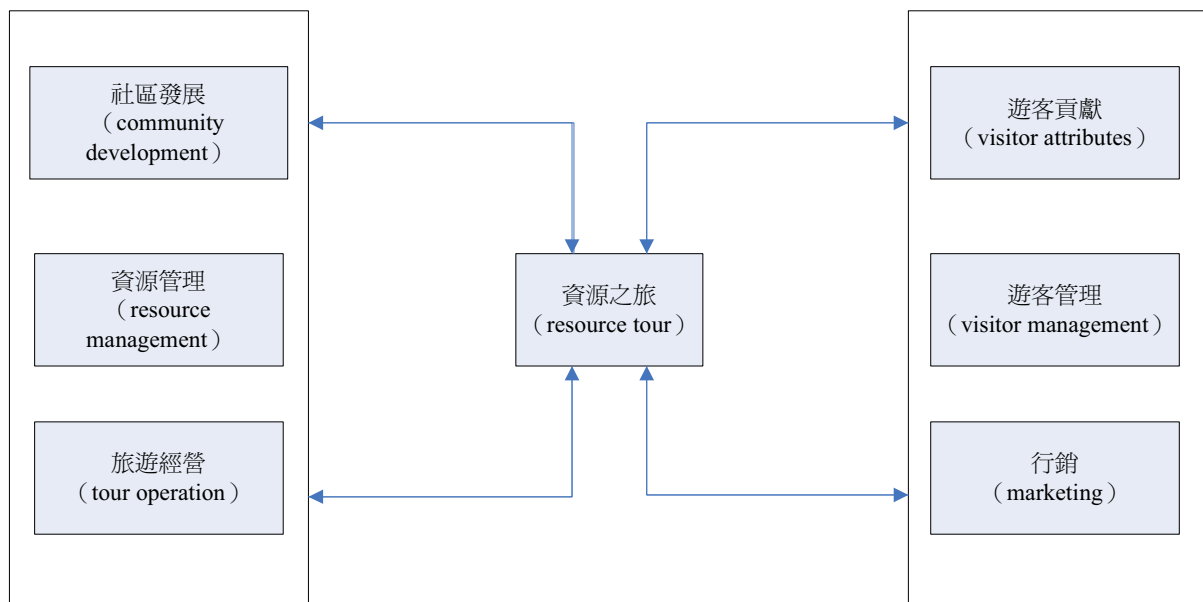 社區發展
（community
development）
資源管理
（resource
management）
旅遊經營
（tour operation）
資源之旅
（resource tour）
遊客貢獻
（visitor attributes）
遊客管理
（visitor management）
行銷
（marketing）